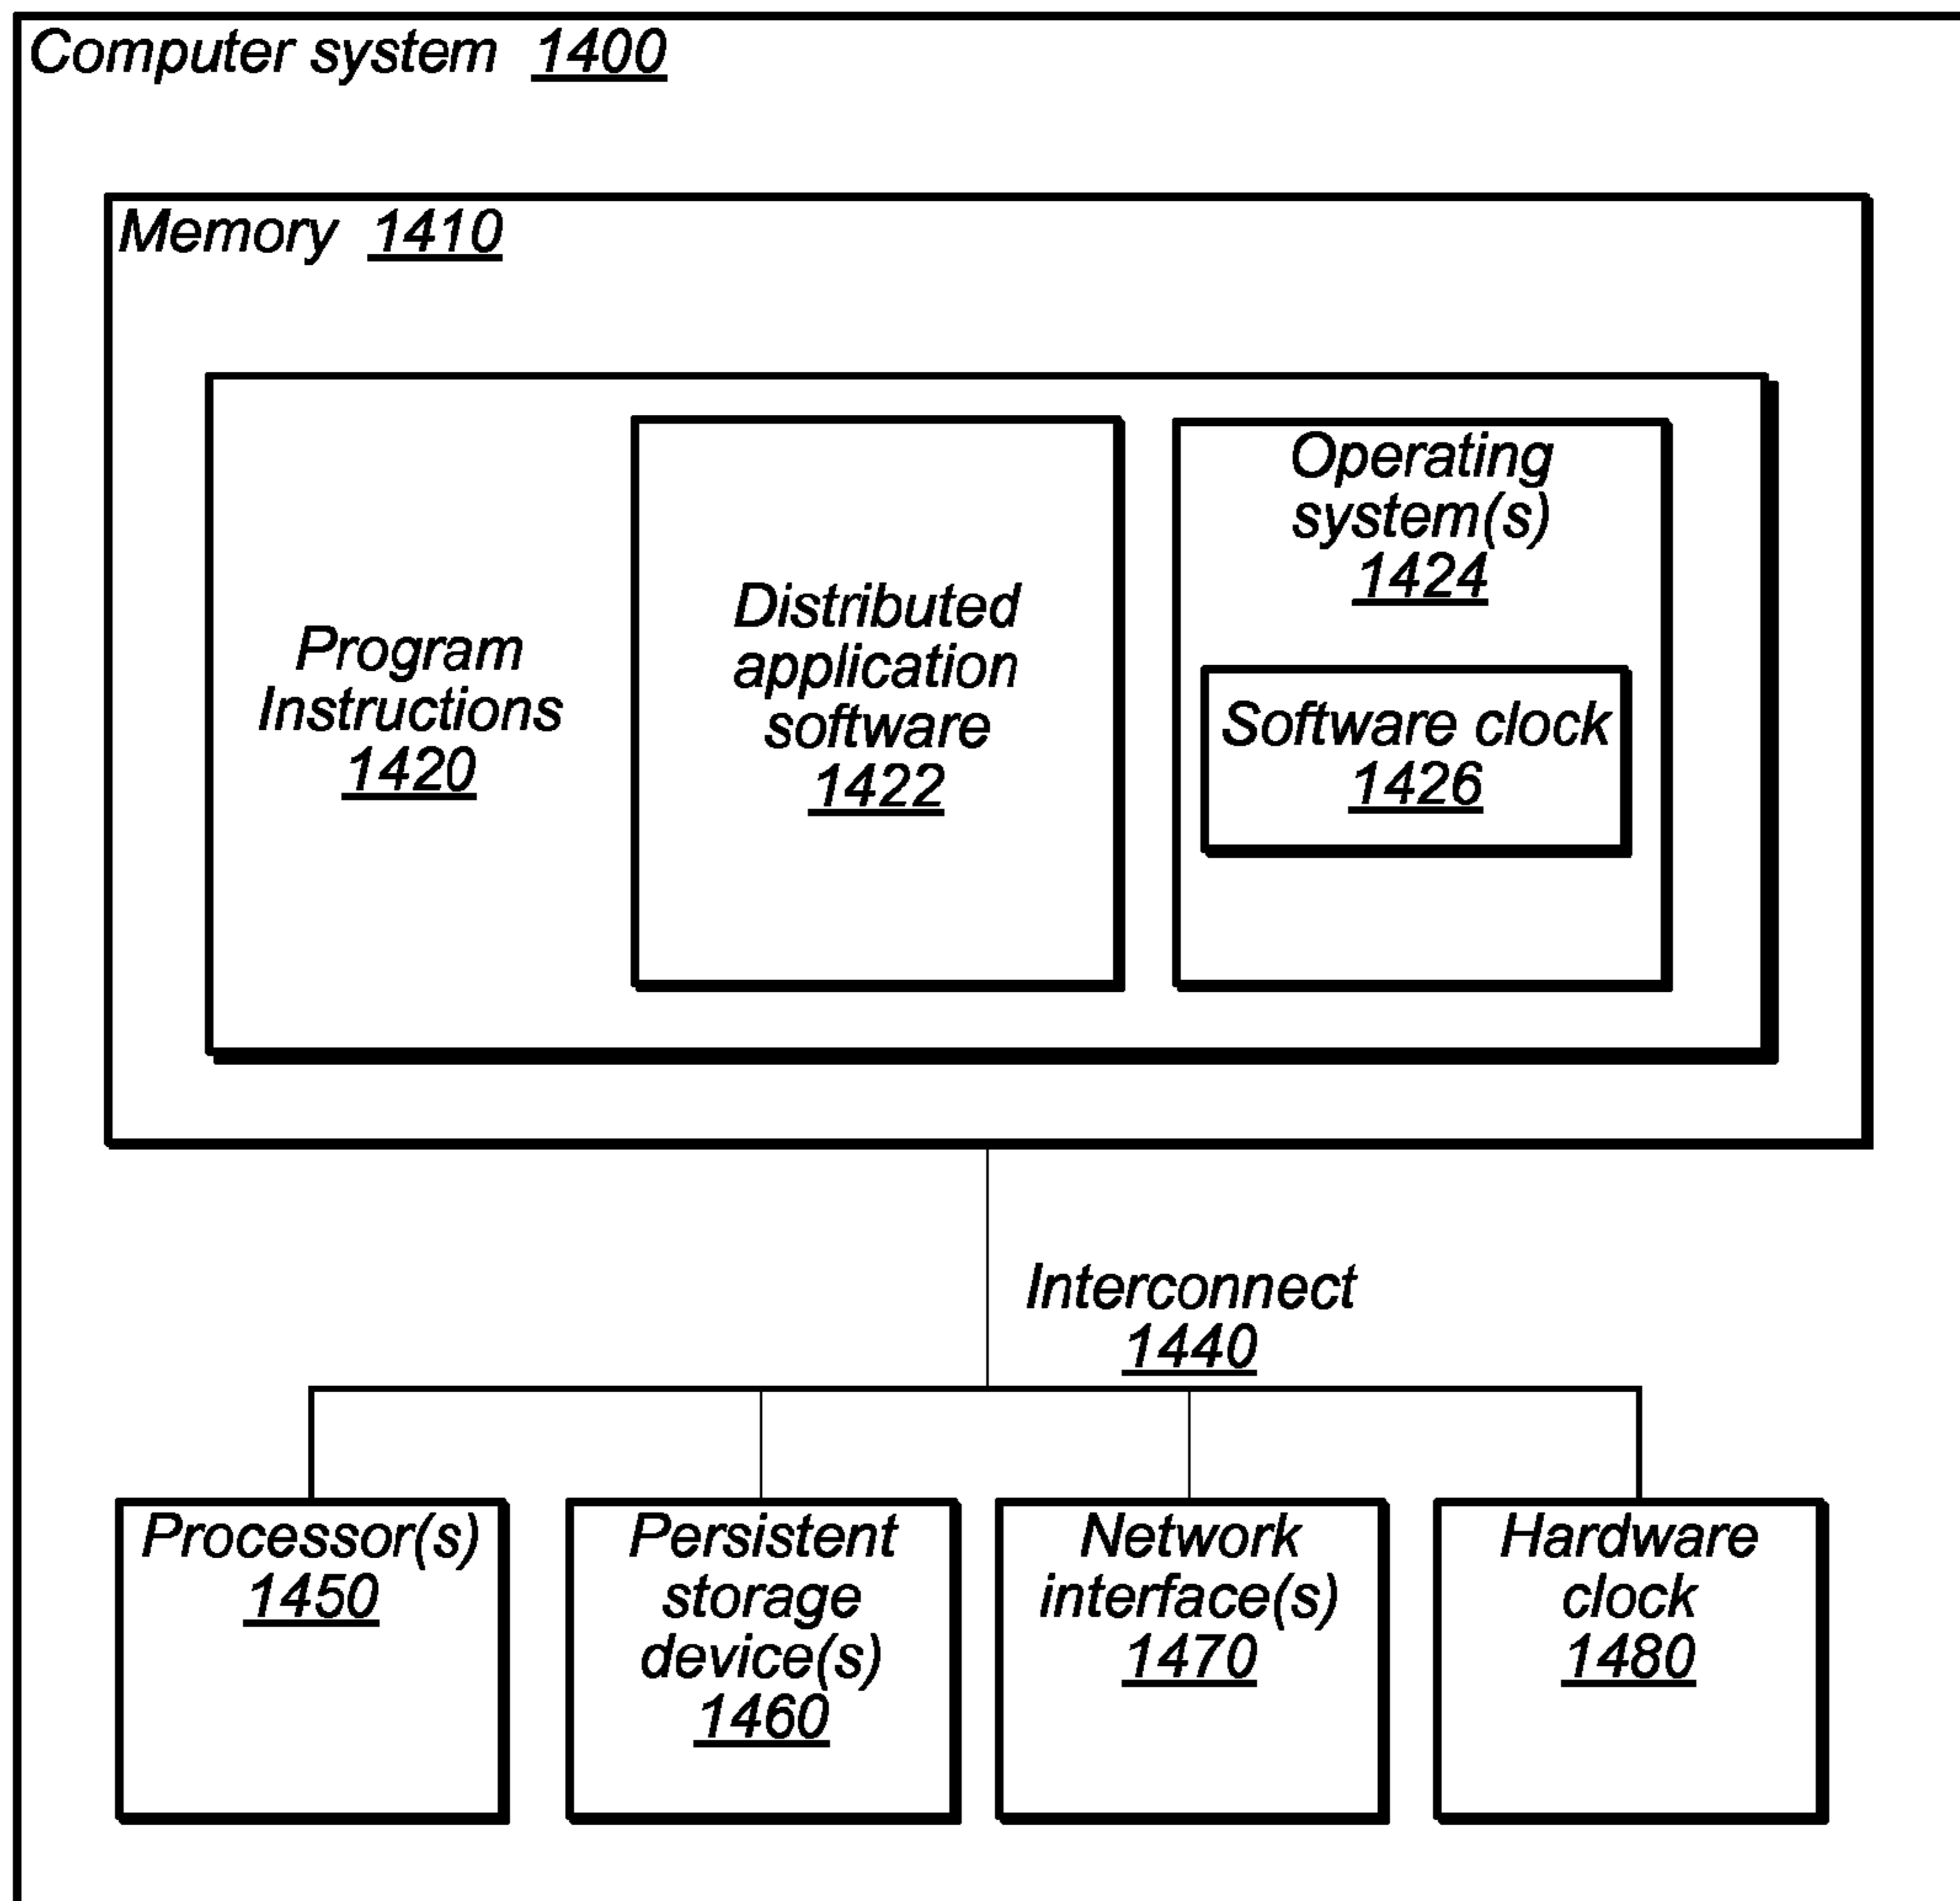 Computer system 1400
Memory 1410
Program
Instructions
1420
Distributed
application
software
1422
Operating
system(s)
1424
Software clock
1426
Interconnect
1440
Processor(s)
1450
Persistent
storage
device(s)
1460
Network
interface(s)
1470
Hardware
clock
1480